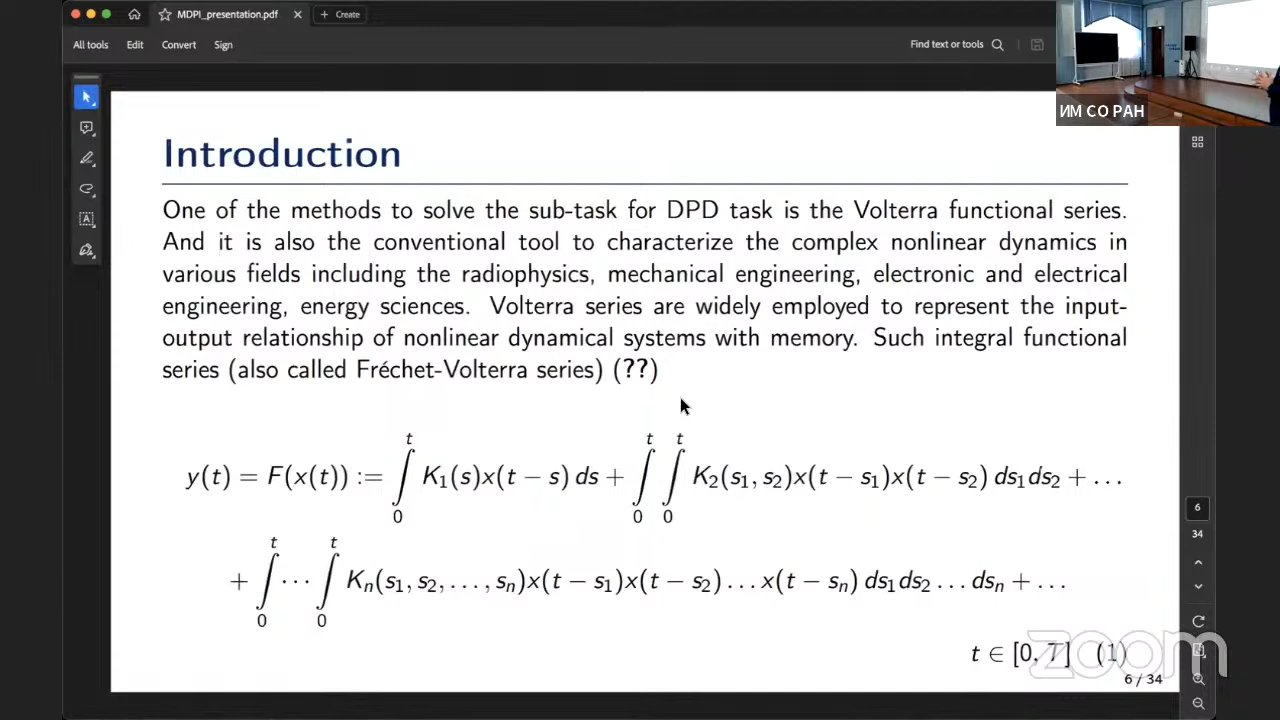 MDPI_presentation.pdf
Create
All tools
Edit
Convert
Sign
Find text or tools
ИМ СО РАН
Introduction
One of the methods to solve the sub-task for DPD task is the Volterra functional series.
And it is also the conventional tool to characterize the complex nonlinear dynamics in
various fields including the radiophysics, mechanical engineering, electronic and electrical
engineering, energy sciences. Volterra series are widely employed to represent the input-
output relationship of nonlinear dynamical systems with memory. Such integral functional
series (also called Fréchet-Volterra series) (??)
y(t) = F(x(t)) := ∫₀ᵗ K₁(s)x(t − s) ds + ∫₀ᵗ ∫₀ᵗ K₂(s₁, s₂)x(t − s₁)x(t − s₂) ds₁ds₂ + ...
+ ∫₀ᵗ ··· ∫₀ᵗ Kₙ(s₁, s₂, ..., sₙ)x(t − s₁)x(t − s₂) ... x(t − sₙ) ds₁ds₂ ... dsₙ + ...
t ∈ [0, T] (1)
6 / 34
6
34
zoom